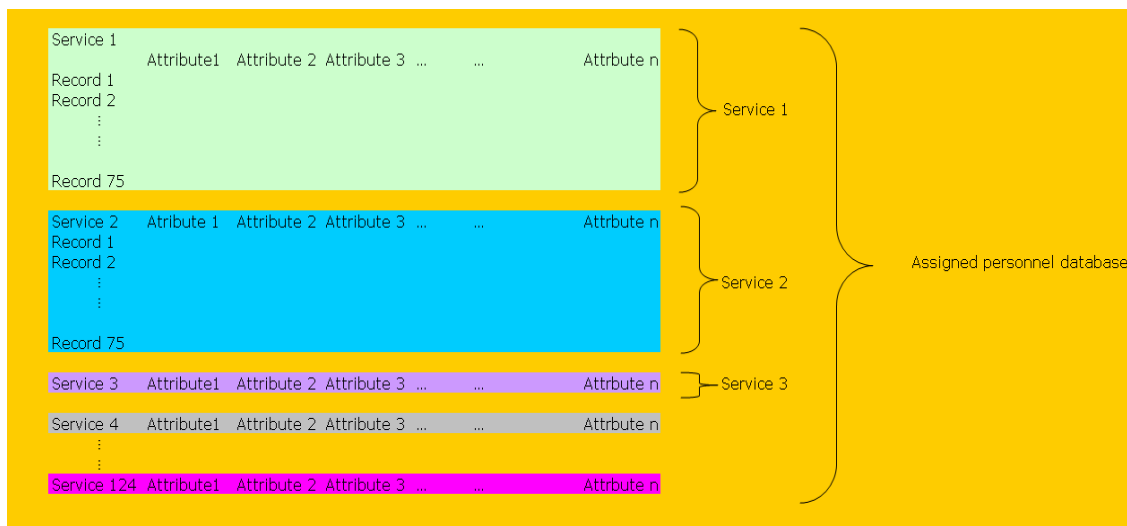 Service 1
Attribute1 Attribute 2 Attribute 3 ... ... Attrbute n
Record 1
Record 2
⋮
⋮
Record 75
Service 1
Service 2 Atribute 1 Attribute 2 Attribute 3 ... ... Attrbute n
Record 1
Record 2
⋮
⋮
Record 75
Service 2
Service 3 Attribute1 Attribute 2 Attribute 3 ... ... Attrbute n
Service 3
Service 4 Attribute1 Attribute 2 Attribute 3 ... ... Attrbute n
⋮
⋮
Service 124 Attribute1 Attribute 2 Attribute 3 ... ... Attrbute n
Assigned personnel database